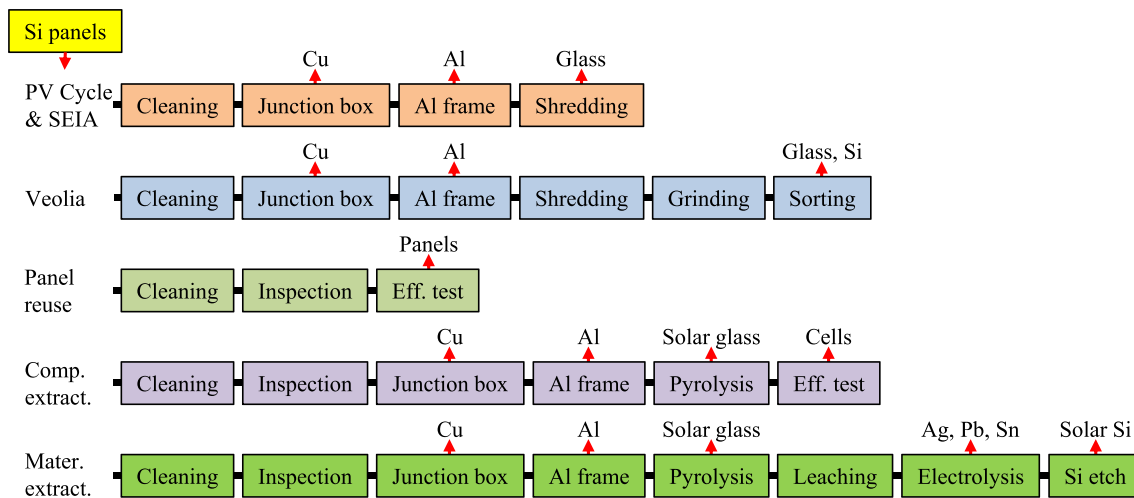 Si panels
Cu Al Glass
PV Cycle
& SEIA
Cleaning Junction box Al frame Shredding
Cu Al Glass, Si
Veolia Cleaning Junction box Al frame Shredding Grinding Sorting
Panels
Panel
reuse
Cleaning Inspection Eff. test
Cu Al Solar glass Cells
Comp.
extract.
Cleaning Inspection Junction box Al frame Pyrolysis Eff. test
Cu Al Solar glass Ag, Pb, Sn Solar Si
Mater.
extract.
Cleaning Inspection Junction box Al frame Pyrolysis Leaching Electrolysis Si etch